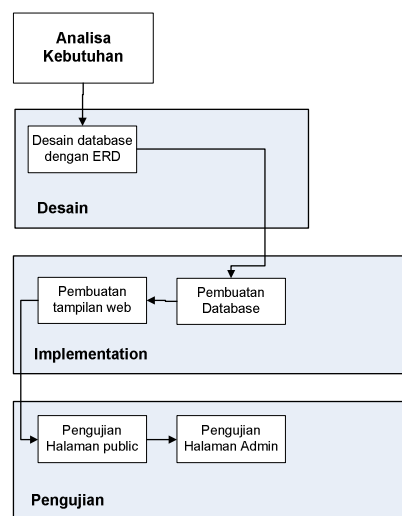 Analisa
Kebutuhan
Desain database
dengan ERD
Desain
Pembuatan
tampilan web
Pembuatan
Database
Implementation
Pengujian
Halaman public
Pengujian
Halaman Admin
Pengujian